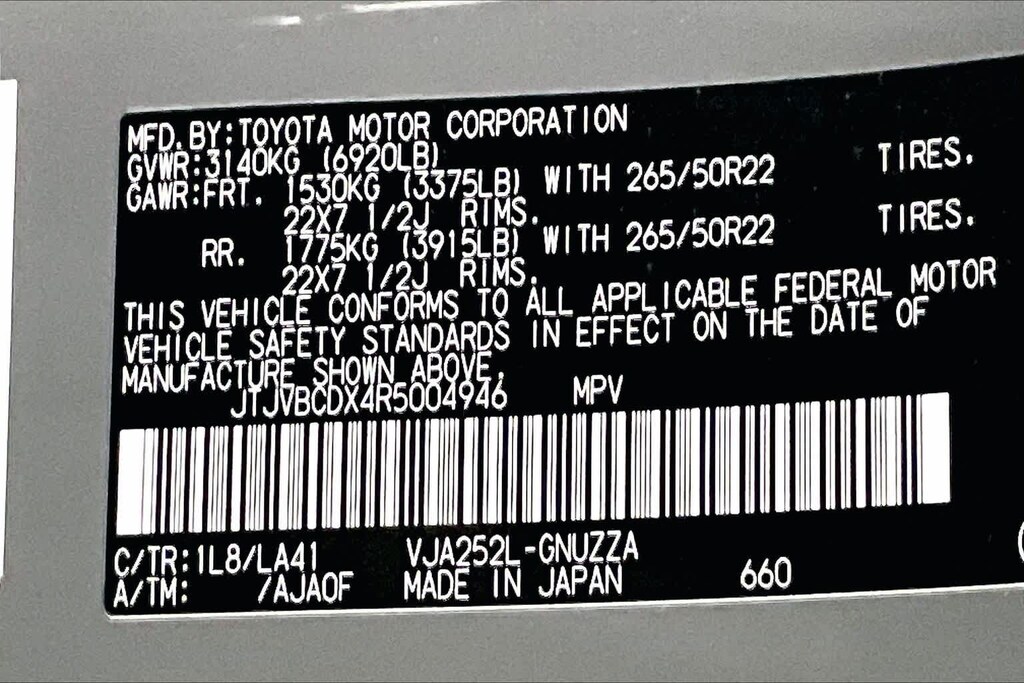 MFD. BY:TOYOTA MOTOR CORPORATION
GVWR:3140KG (6920LB)
GAWR:FRT. 1530KG (3375LB) WITH 265/50R22 TIRES.
22X7 1/2J RIMS.
RR. 1775KG (3915LB) WITH 265/50R22 TIRES.
22X7 1/2J RIMS.
THIS VEHICLE CONFORMS TO ALL APPLICABLE FEDERAL MOTOR
VEHICLE SAFETY STANDARDS IN EFFECT ON THE DATE OF
MANUFACTURE SHOWN ABOVE.
JTJVBCDX4R5004946 MPV
C/TR:1L8/LA41 VJA252L-GNUZZA
A/TM: /AJA0F MADE IN JAPAN 660